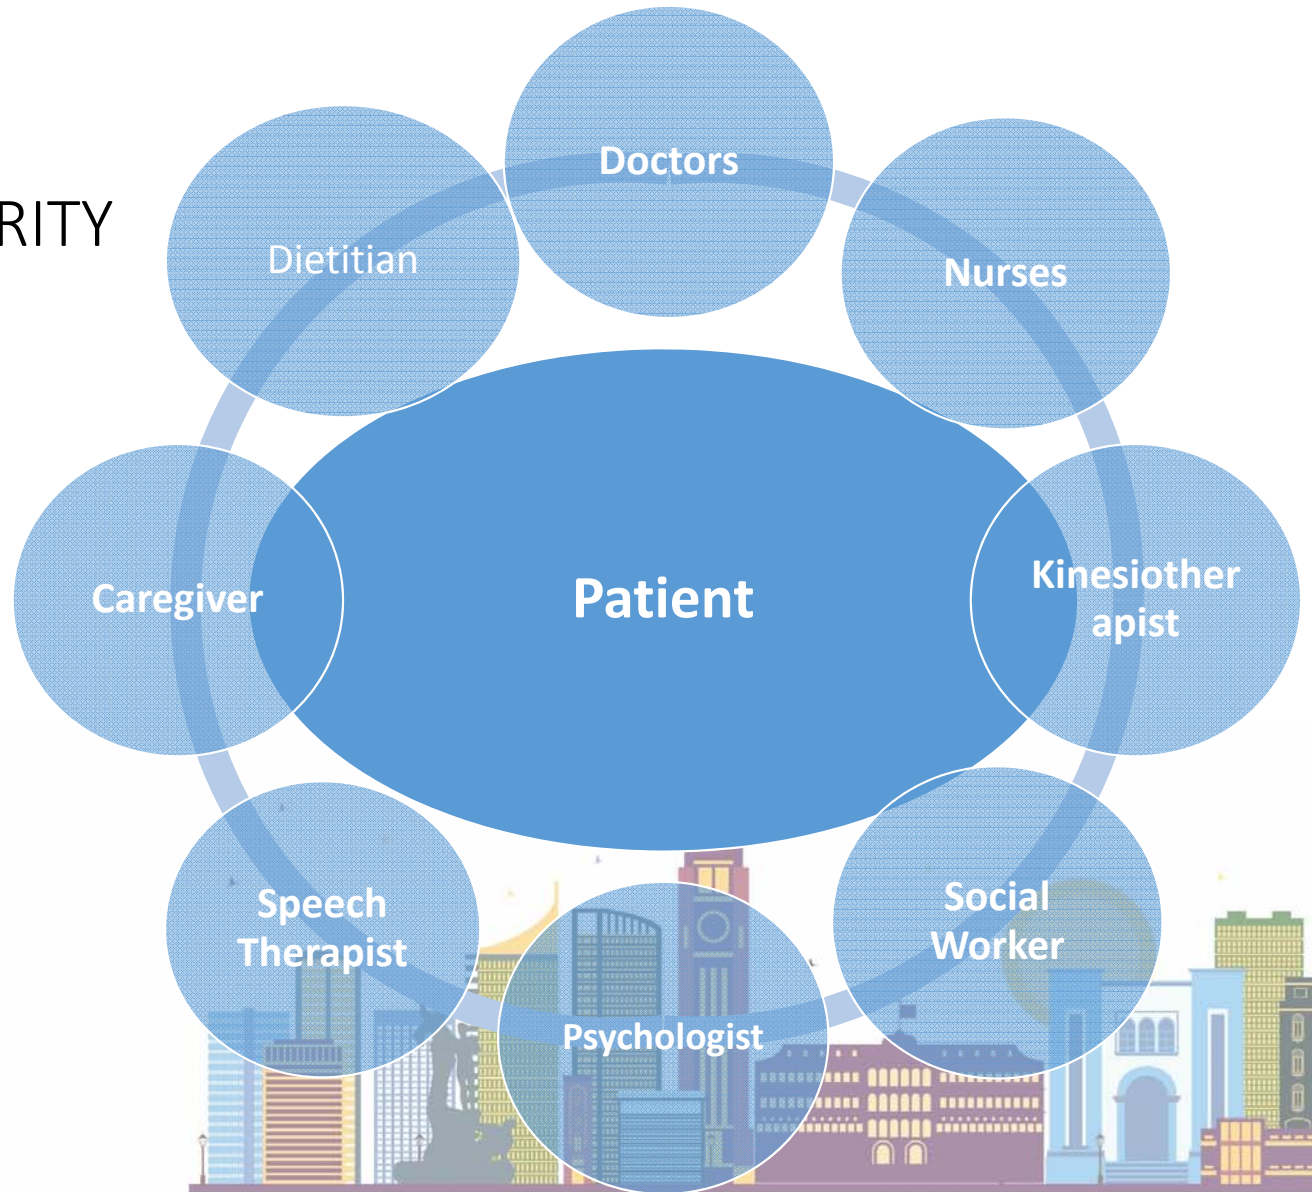 RITY
Doctors
Dietitian
Nurses
Caregiver
Patient
Kinesiother
apist
Speech
Therapist
Social
Worker
Psychologist